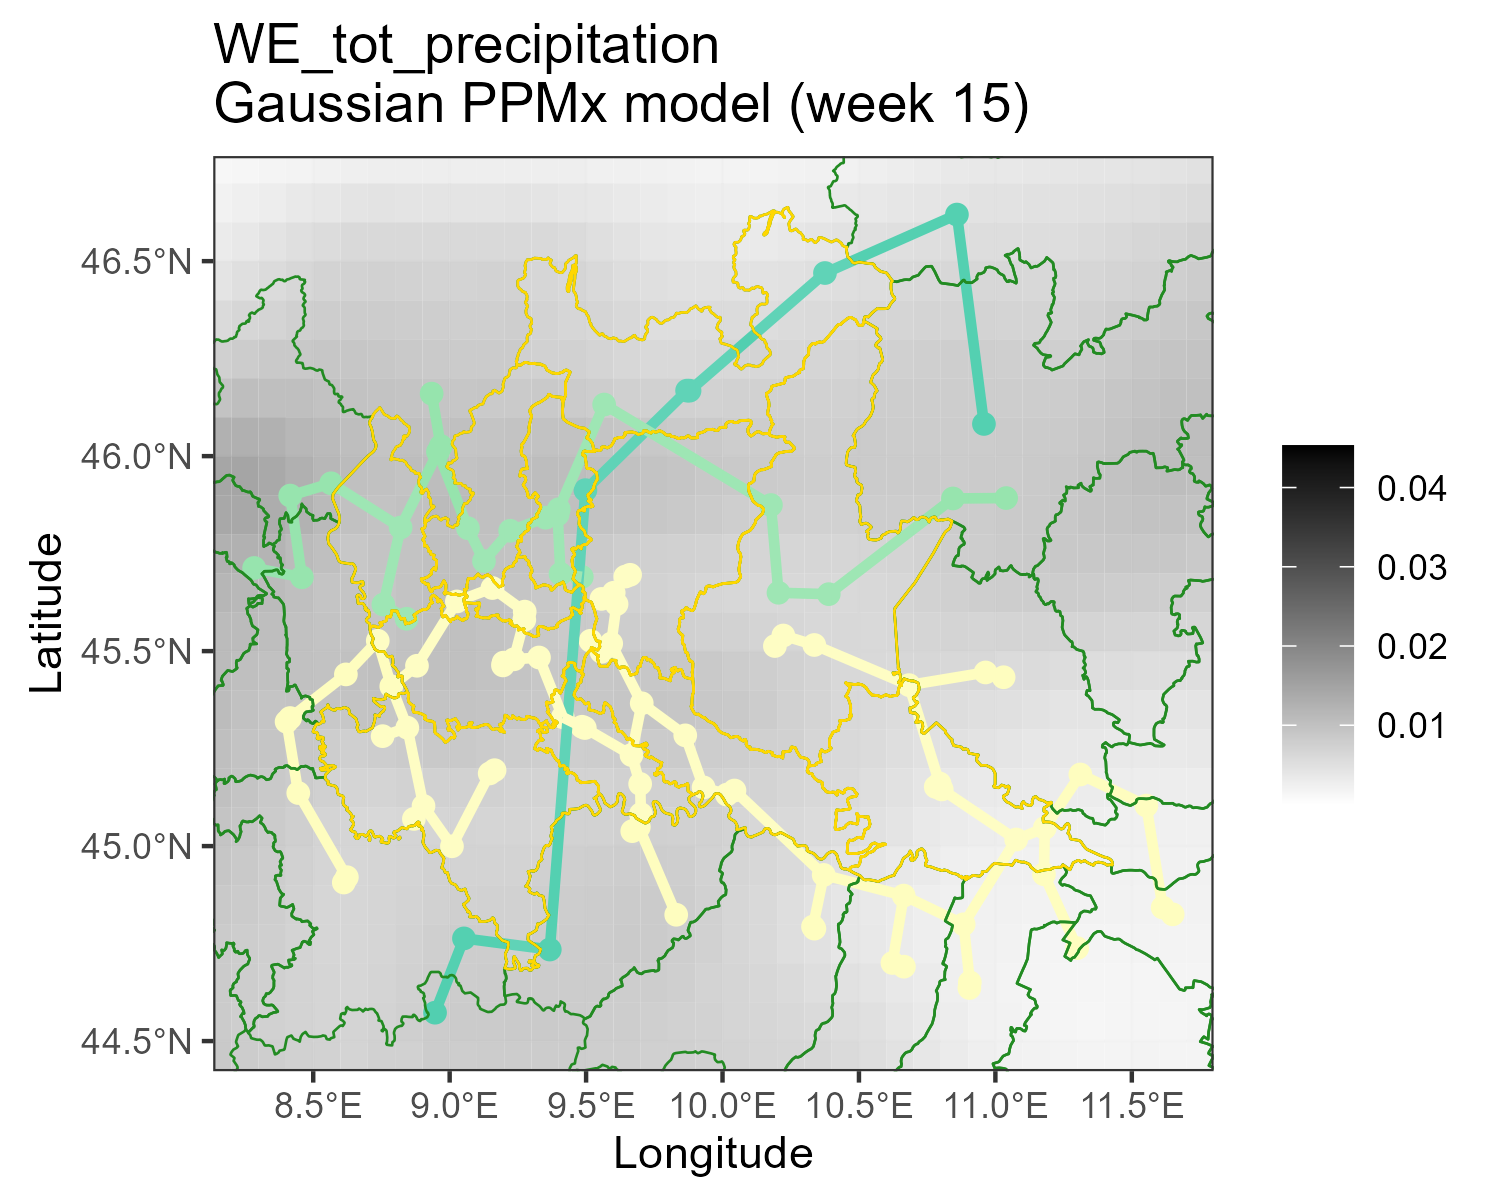 WE_tot_precipitation
Gaussian PPMx model (week 15)
46.5°N
46.0°N
45.5°N
45.0°N
44.5°N
Latitude
8.5°E 9.0°E 9.5°E 10.0°E 10.5°E 11.0°E 11.5°E
Longitude
0.04
0.03
0.02
0.01